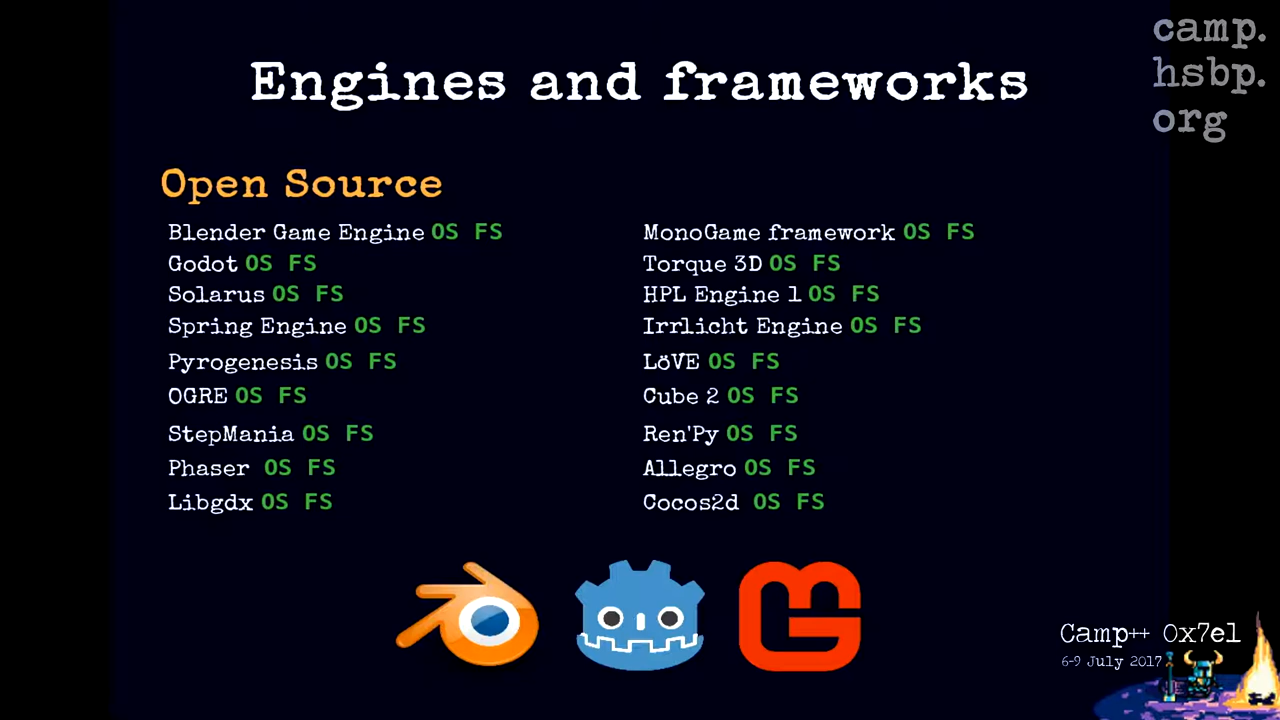 camp.
hsbp.
org
Engines and frameworks
Open Source
Blender Game Engine OS FS
Godot OS FS
Solarus OS FS
Spring Engine OS FS
Pyrogenesis OS FS
OGRE OS FS
StepMania OS FS
Phaser OS FS
Libgdx OS FS
MonoGame framework OS FS
Torque 3D OS FS
HPL Engine 1 OS FS
Irrlicht Engine OS FS
LöVE OS FS
Cube 2 OS FS
Ren'Py OS FS
Allegro OS FS
Cocos2d OS FS
Camp++ 0x7e1
6-9 July 2017